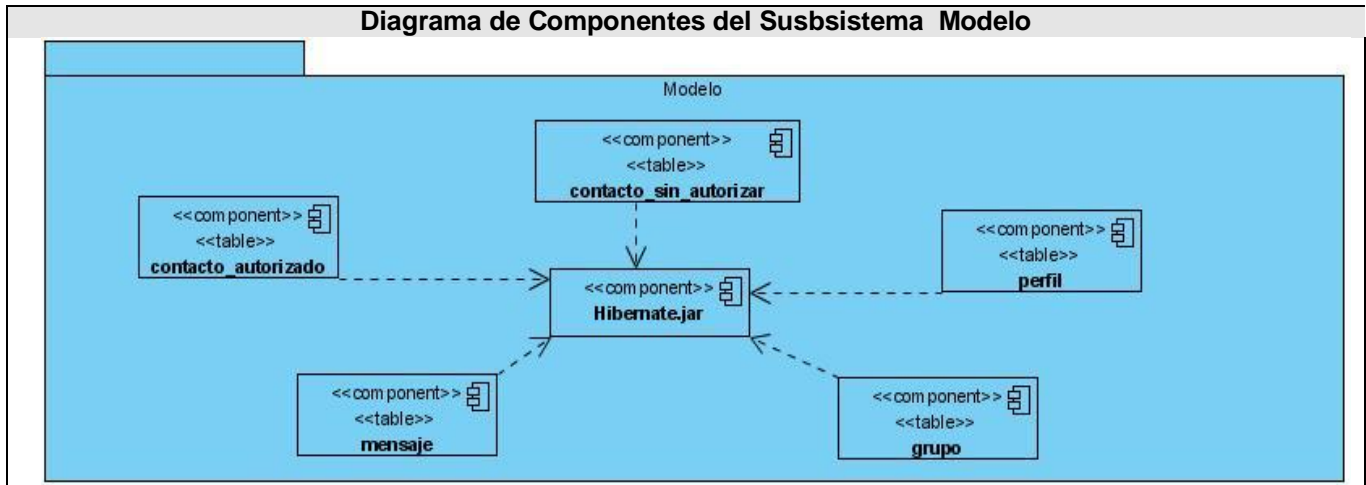 Diagrama de Componentes del Susbsistema Modelo
Modelo
<<component>>
<<table>>
contacto_sin_autorizar
<<component>>
<<table>>
contacto_autorizado
<<component>>
<<table>>
perfil
<<component>>
Hibernate.jar
<<component>>
<<table>>
mensaje
<<component>>
<<table>>
grupo